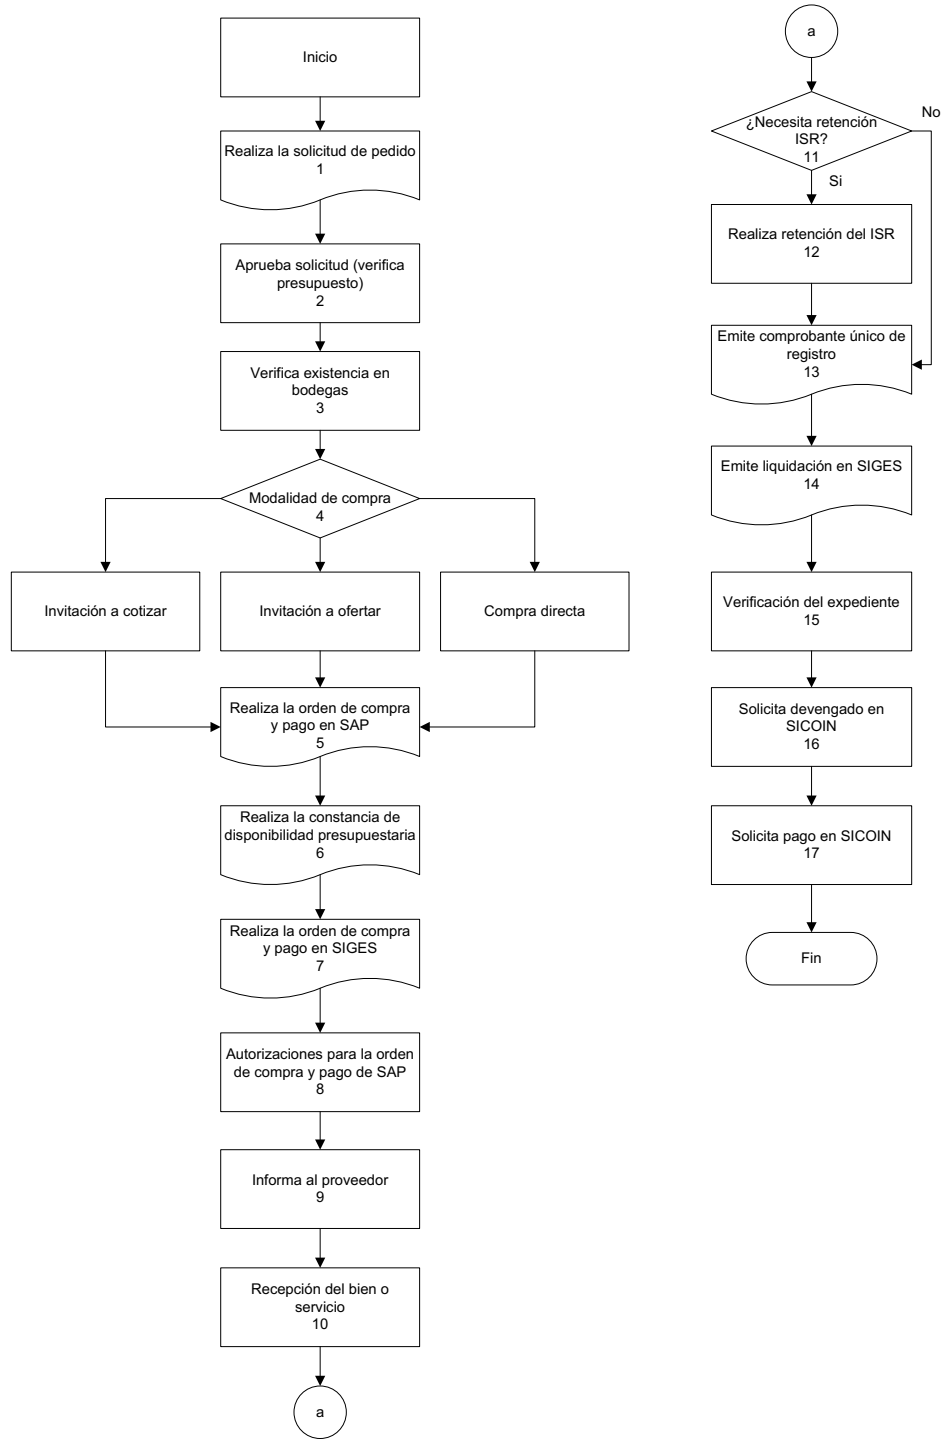 Inicio
Realiza la solicitud de pedido
1
Aprueba solicitud (verifica
presupuesto)
2
Verifica existencia en
bodegas
3
Modalidad de compra
4
Invitación a cotizar
Invitación a ofertar
Compra directa
Realiza la orden de compra
y pago en SAP
5
Realiza la constancia de
disponibilidad presupuestaria
6
Realiza la orden de compra
y pago en SIGES
7
Autorizaciones para la orden
de compra y pago de SAP
8
Informa al proveedor
9
Recepción del bien o
servicio
10
a
a
¿Necesita retención
ISR?
11
No
Si
Realiza retención del ISR
12
Emite comprobante único de
registro
13
Emite liquidación en SIGES
14
Verificación del expediente
15
Solicita devengado en
SICOIN
16
Solicita pago en SICOIN
17
Fin